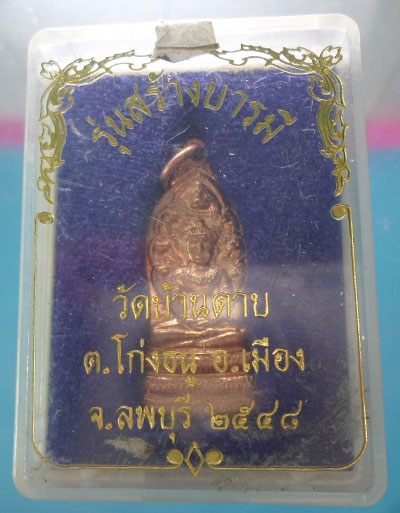 รุ่นสร้างบารมี
วัดบ้านดาบ
ต.โก่งธนู อ.เมือง
จ.ลพบุรี ๒๕๔๘